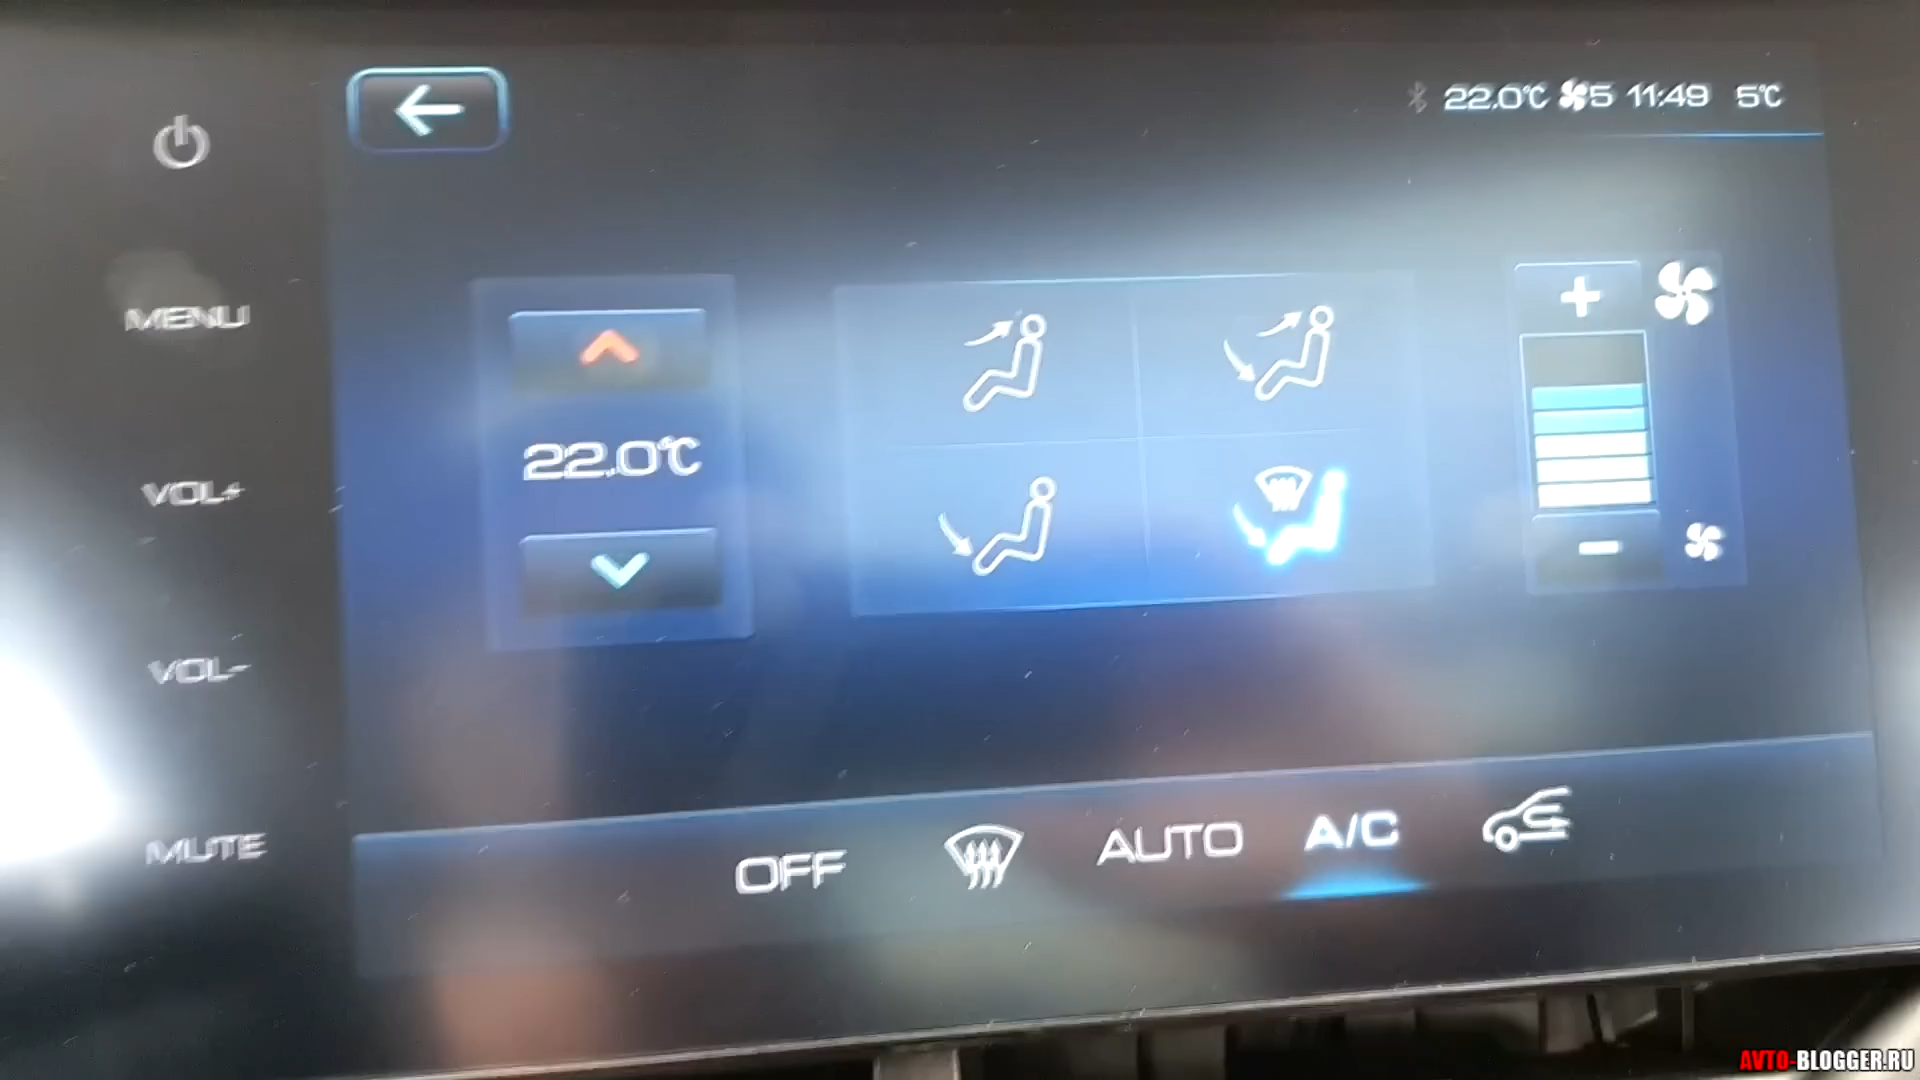 22.0℃ 5 11:49 5℃
MENU
VOL+
VOL-
MUTE
+
22.0℃
-
OFF AUTO A/C
AVTO-BLOGGER.RU